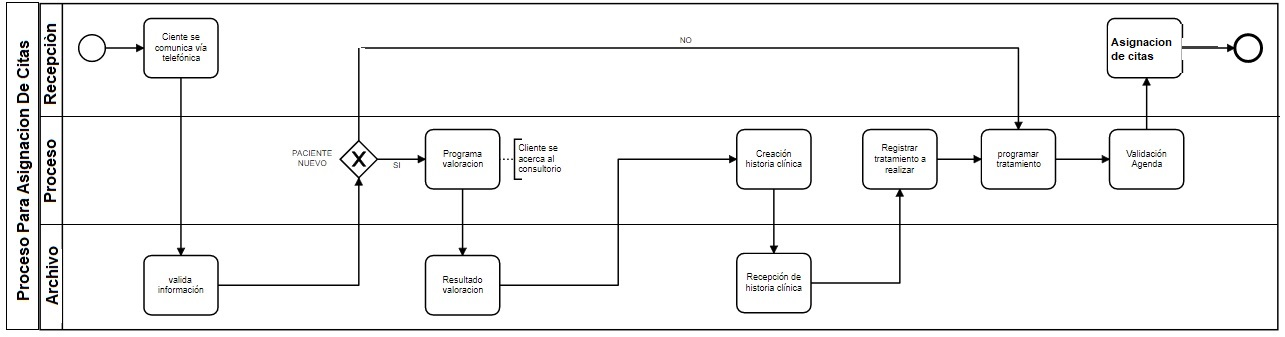 Proceso Para Asignacion De Citas
Recepciòn
Ciente se
comunica vía
telefónica
NO
Asignacion
de citas
Proceso
PACIENTE
NUEVO
SI
Programa
valoracion
Cliente se
acerca al
consultorio
Creación
historia clínica
Registrar
tratamiento a
realizar
programar
tratamiento
Validación
Agenda
Archivo
valida
información
Resultado
valoracion
Recepción de
historia clínica